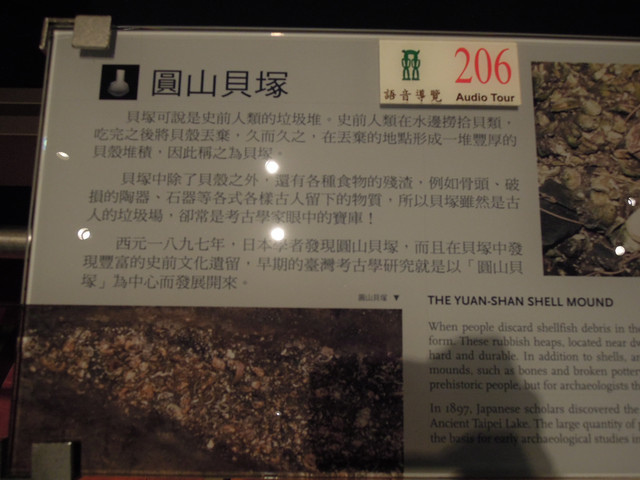 圓山貝塚
語音導覽
206
Audio Tour
貝塚可說是史前人類的垃圾堆。史前人類在水邊撈拾貝類，
吃完之後將貝殼丟棄，久而久之，在丟棄的地點形成一堆豐厚的
貝殼堆積，因此稱之為貝塚。
貝塚中除了貝殼之外，還有各種食物的殘渣，例如骨頭、破
損的陶器、石器等各式各樣古人留下的物質，所以貝塚雖然是古
人的垃圾場，卻常是考古學家眼中的寶庫！
西元一八九七年，日本學者發現圓山貝塚，而且在貝塚中發
現豐富的史前文化遺留，早期的臺灣考古學研究就是以「圓山貝
塚」為中心而發展開來。
圓山貝塚 ▼
THE YUAN-SHAN SHELL MOUND
When people discard shellfish debris in the
form. These rubbish heaps, located near
hard and durable. In addition to shells,
mounds, such as bones and broken
prehistoric people, but for archaeologists
In 1897, Japanese scholars discovered the
Ancient Taipei Lake. The large quantity of
the basis for early archaeological studies in